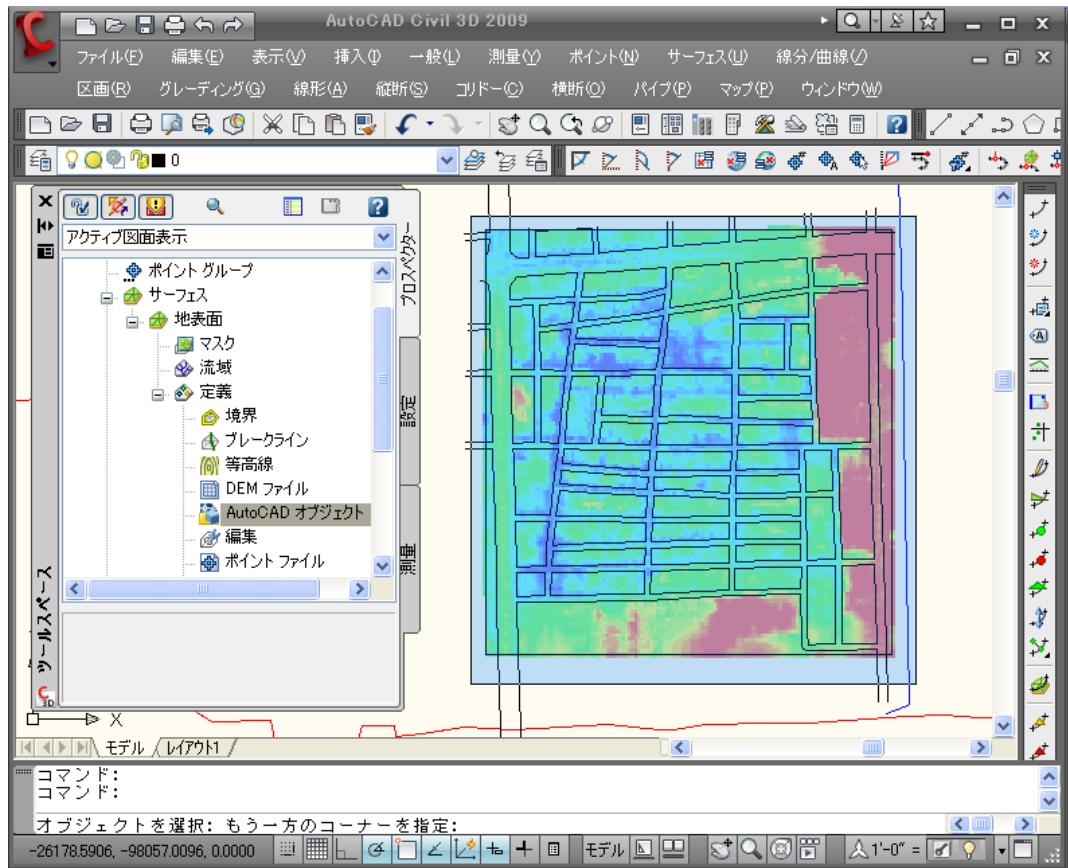 AutoCAD Civil 3D 2009
ファイル(F) 編集(E) 表示(V) 挿入(I) 一般(L) 測量(Y) ポイント(N) サーフェス(U) 線分/曲線(/)
区画(R) グレーディング(G) 線形(A) 縦断(S) コリドー(C) 横断(O) パイプ(P) マップ(P) ウィンドウ(W)
0
アクティブ図面表示
ポイント グループ
サーフェス
地表面
マスク
流域
定義
境界
ブレークライン
等高線
DEM ファイル
AutoCAD オブジェクト
編集
ポイント ファイル
プロスペクター
設定
測量
ツールスペース
3D
X
モデル レイアウト1
コマンド:
コマンド:
オブジェクトを選択: もう一方のコーナーを指定:
-26178.5906, -98057.0096, 0.0000 モデル 1'-0" =